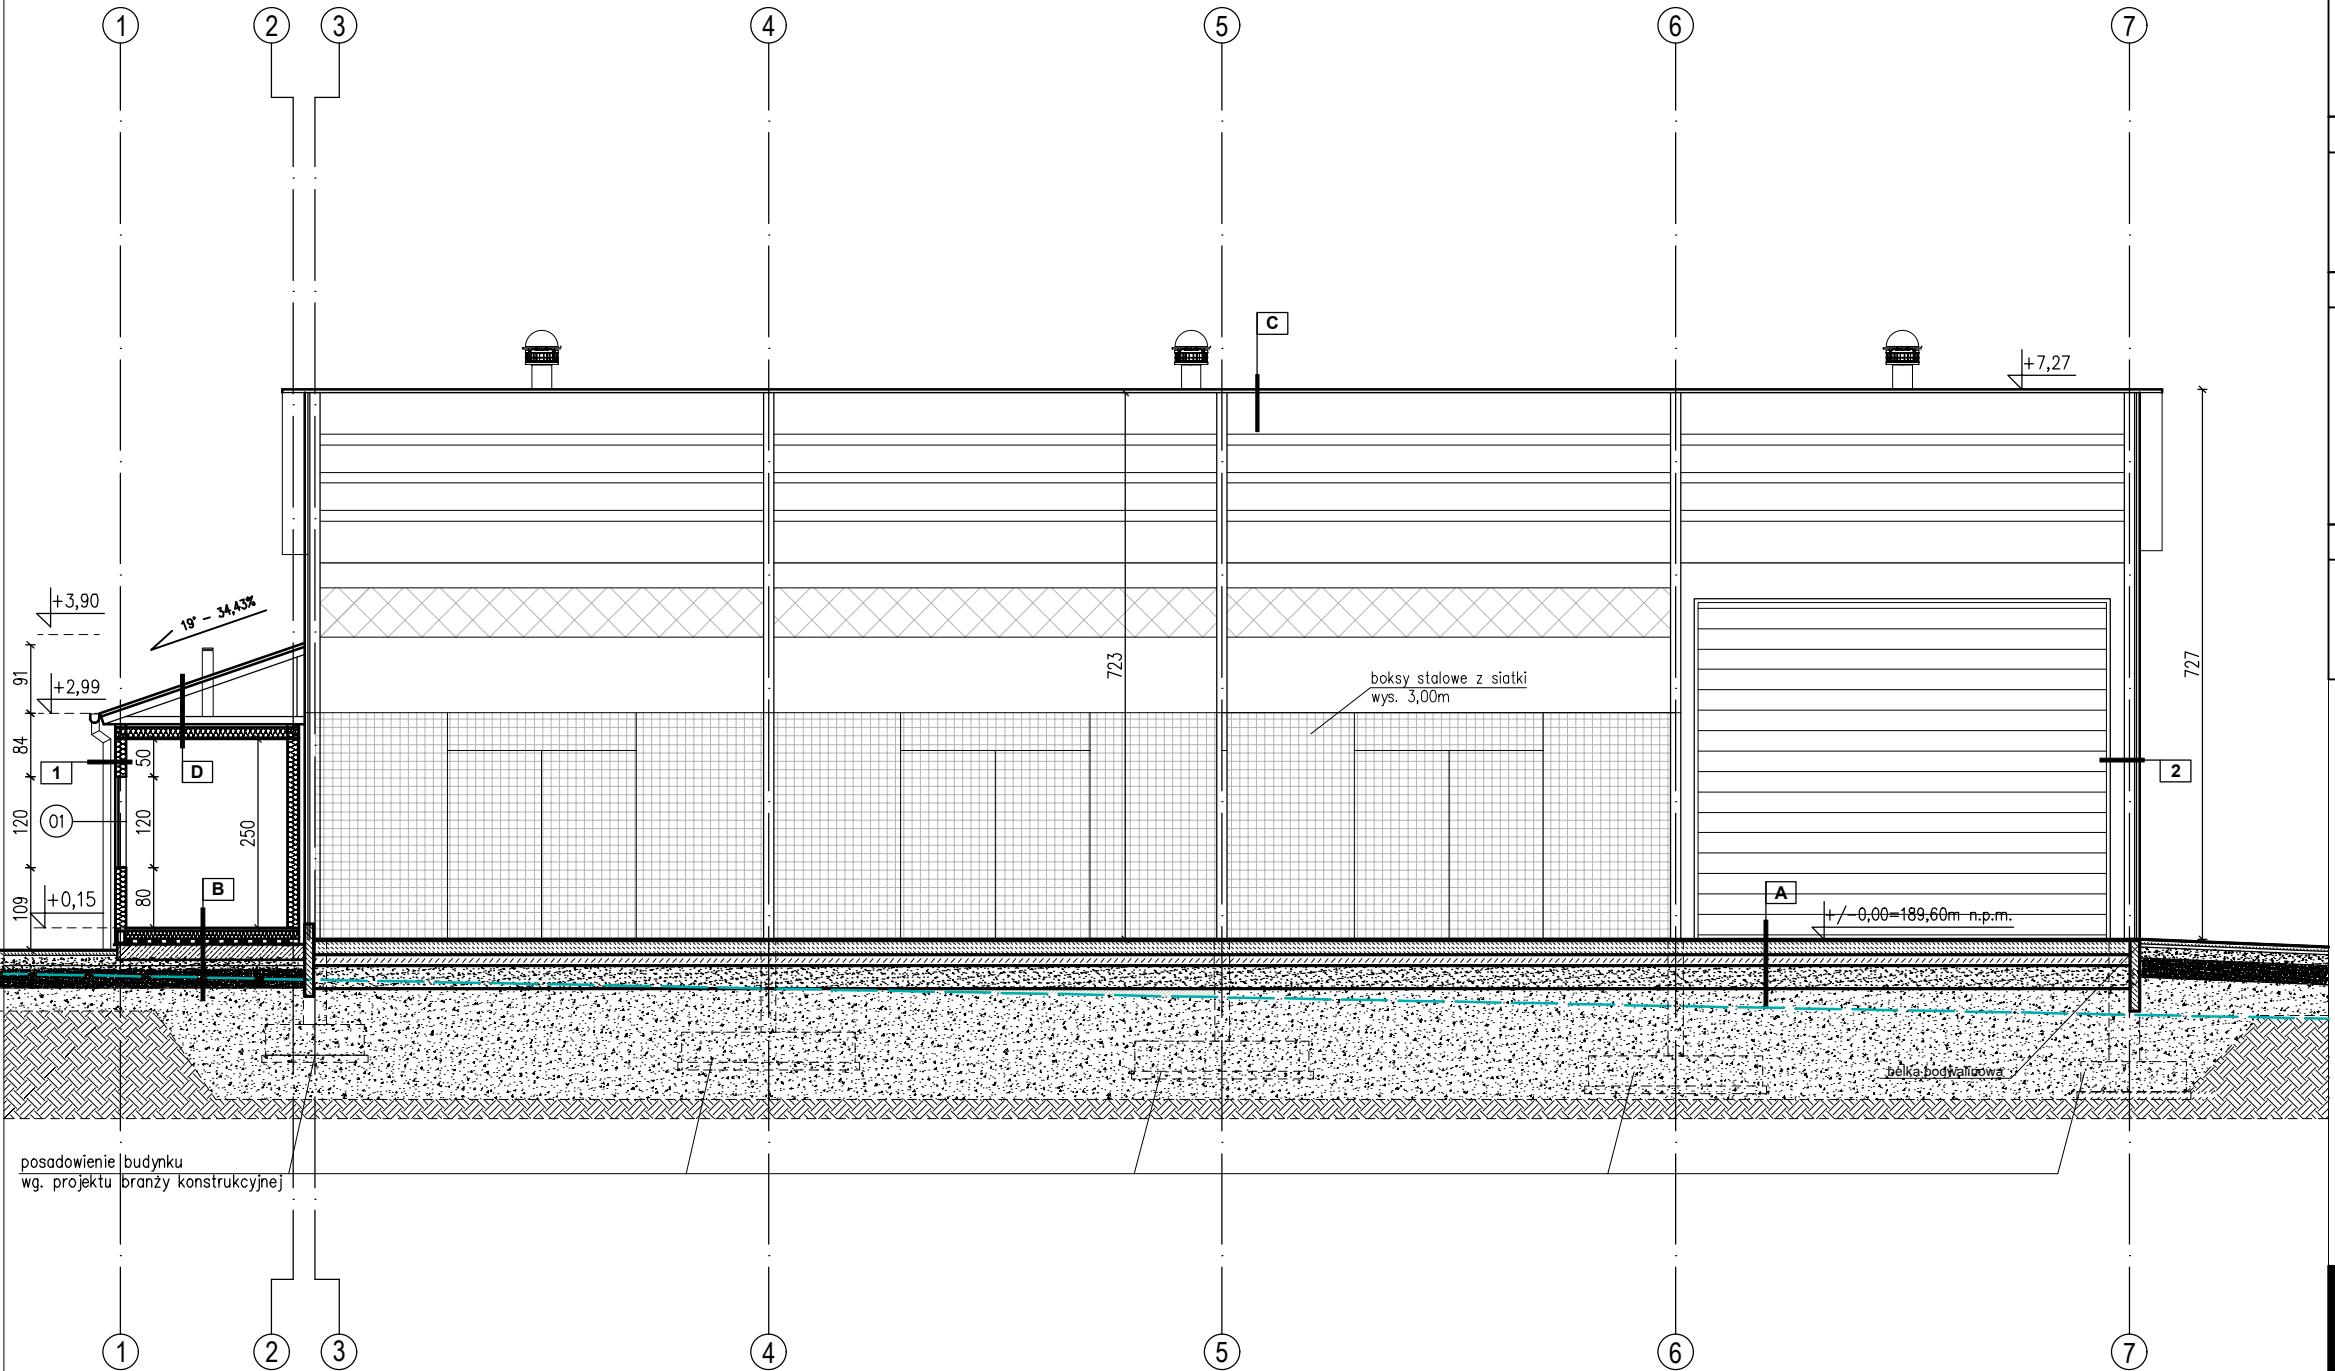 1 2 3 4 5 6 7
C
+7,27
+3,90
19° - 34,43%
91
723
727
boksy stalowe z siatki
wys. 3,00m
+2,99
84
50
1
D
2
120
01
120
250
B
A
80
109
+0,15
+/-0,00=189,60m n.p.m.
belka podwalinowa
posadowienie budynku
wg. projektu branży konstrukcyjnej
1 2 3 4 5 6 7